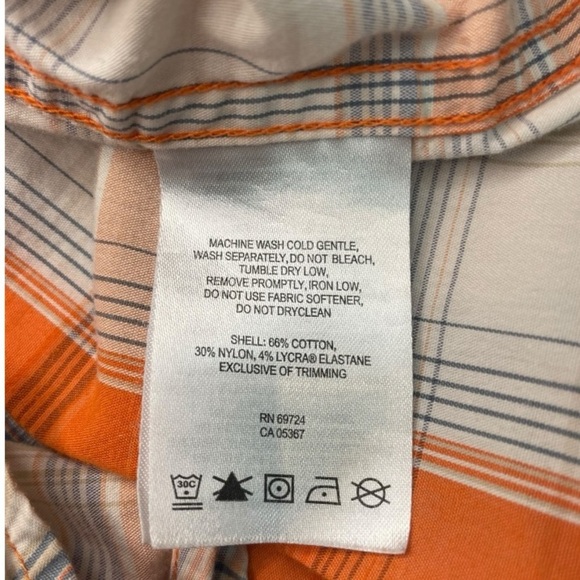 MACHINE WASH COLD GENTLE,
WASH SEPARATELY,DO NOT BLEACH,
TUMBLE DRY LOW,
REMOVE PROMPTLY, IRON LOW,
DO NOT USE FABRIC SOFTENER,
DO NOT DRYCLEAN
SHELL: 66% COTTON,
30% NYLON, 4% LYCRA® ELASTANE
EXCLUSIVE OF TRIMMING
RN 69724
CA 05367
30C